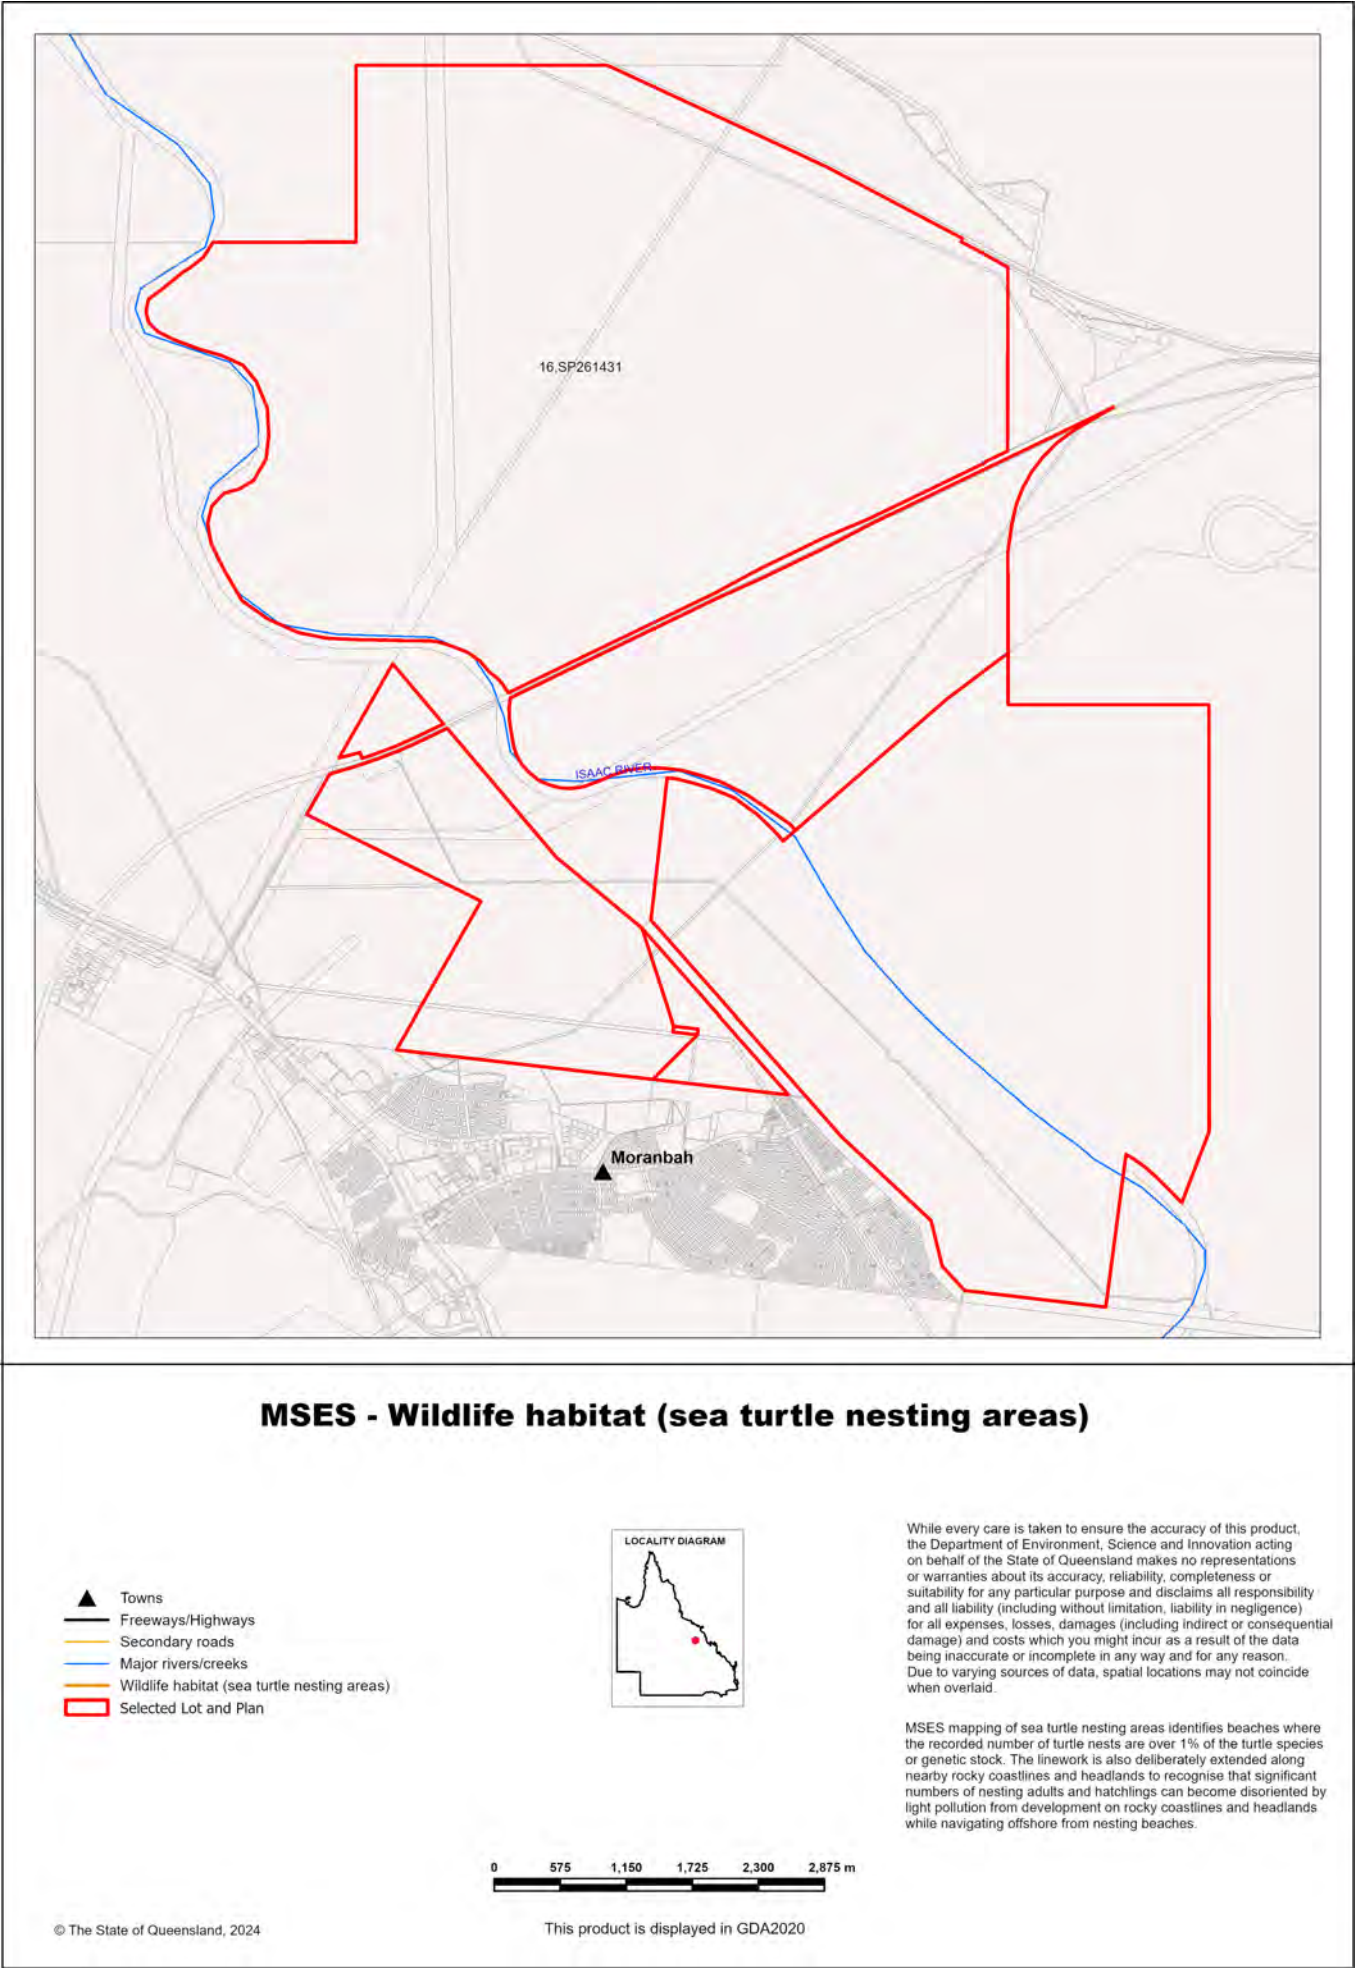 16,SP261431
ISAAC RIVER
Moranbah
MSES - Wildlife habitat (sea turtle nesting areas)
Towns
Freeways/Highways
Secondary roads
Major rivers/creeks
Wildlife habitat (sea turtle nesting areas)
Selected Lot and Plan
LOCALITY DIAGRAM
While every care is taken to ensure the accuracy of this product,
the Department of Environment, Science and Innovation acting
on behalf of the State of Queensland makes no representations
or warranties about its accuracy, reliability, completeness or
suitability for any particular purpose and disclaims all responsibility
and all liability (including without limitation, liability in negligence)
for all expenses, losses, damages (including indirect or consequential
damage) and costs which you might incur as a result of the data
being inaccurate or incomplete in any way and for any reason.
Due to varying sources of data, spatial locations may not coincide
when overlaid.
MSES mapping of sea turtle nesting areas identifies beaches where
the recorded number of turtle nests are over 1% of the turtle species
or genetic stock. The linework is also deliberately extended along
nearby rocky coastlines and headlands to recognise that significant
numbers of nesting adults and hatchlings can become disoriented by
light pollution from development on rocky coastlines and headlands
while navigating offshore from nesting beaches.
0 575 1,150 1,725 2,300 2,875 m
© The State of Queensland, 2024
This product is displayed in GDA2020